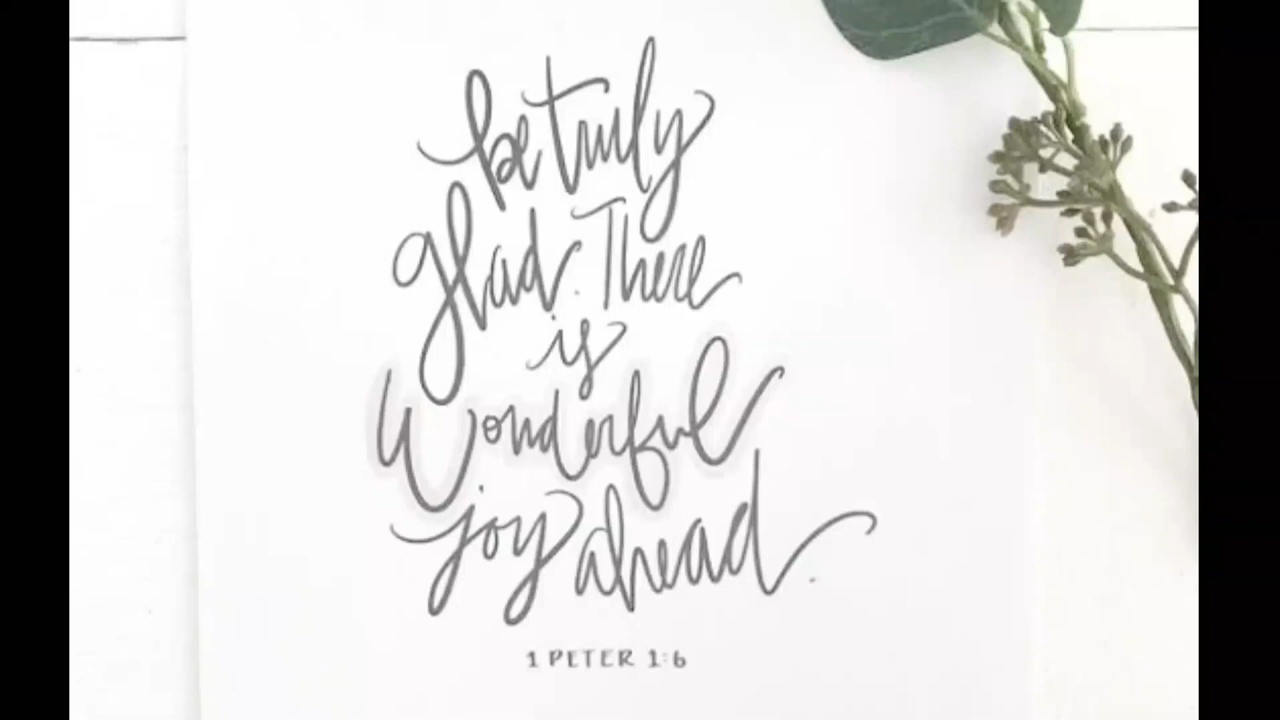 be truly
glad. There
is
Wonderful
joy ahead.
1 PETER 1:6